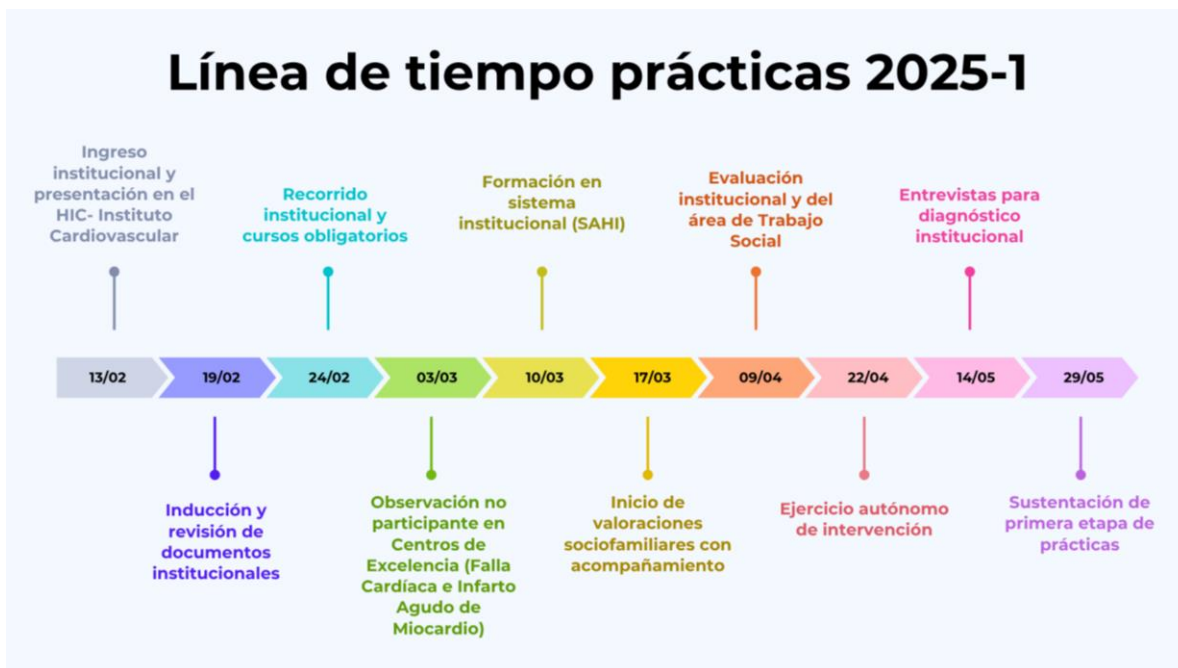 Línea de tiempo prácticas 2025-1
Ingreso
institucional y
presentación en el
HIC- Instituto
Cardiovascular
Recorrido
institucional y
cursos obligatorios
Formación en
sistema
institucional (SAHI)
Evaluación
institucional y del
área de Trabajo
Social
Entrevistas para
diagnóstico
institucional
13/02
19/02
24/02
03/03
10/03
17/03
09/04
22/04
14/05
29/05
Inducción y
revisión de
documentos
institucionales
Observación no
participante en
Centros de
Excelencia (Falla
Cardíaca e Infarto
Agudo de
Miocardio)
Inicio de
valoraciones
sociofamiliares con
acompañamiento
Ejercicio autónomo
de intervención
Sustentación de
primera etapa de
prácticas